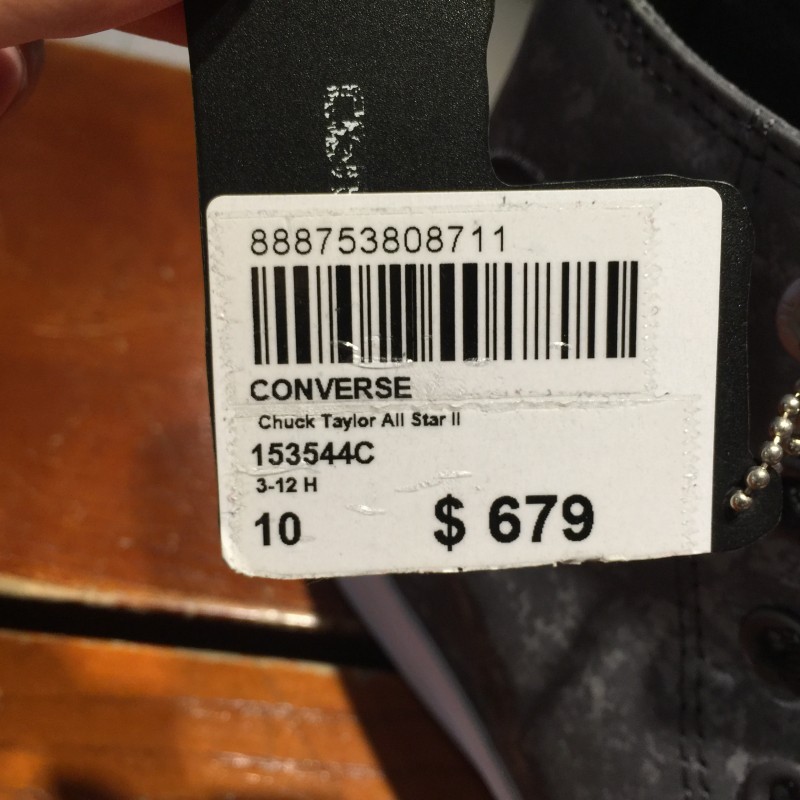 888753808711
CONVERSE
Chuck Taylor All Star II
153544C
3-12 H
10
$ 679